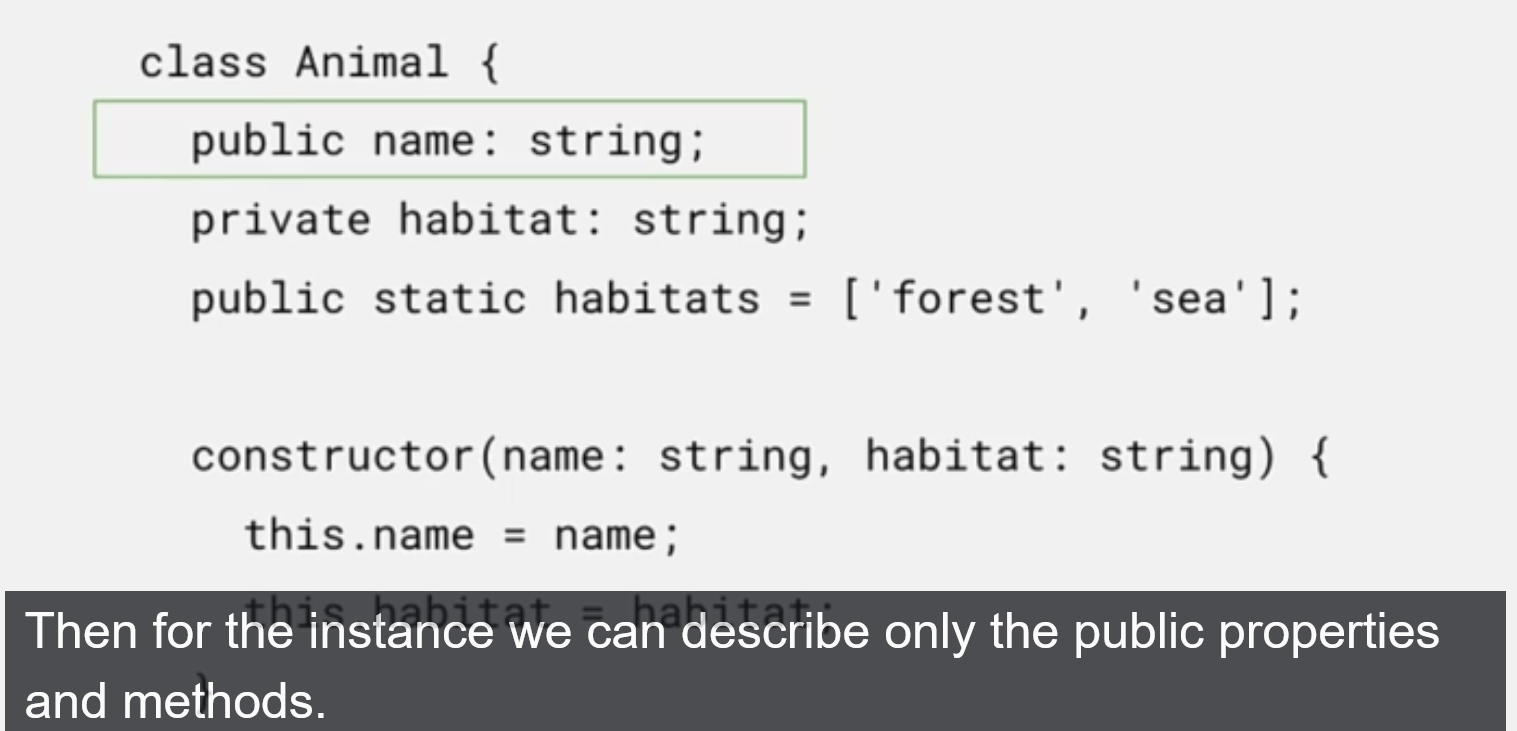 class Animal {
public name: string;
private habitat: string;
public static habitats = ['forest', 'sea'];
constructor(name: string, habitat: string) {
this.name = name;
this.habitat = habitat;
}
Then for the instance we can describe only the public properties
and methods.